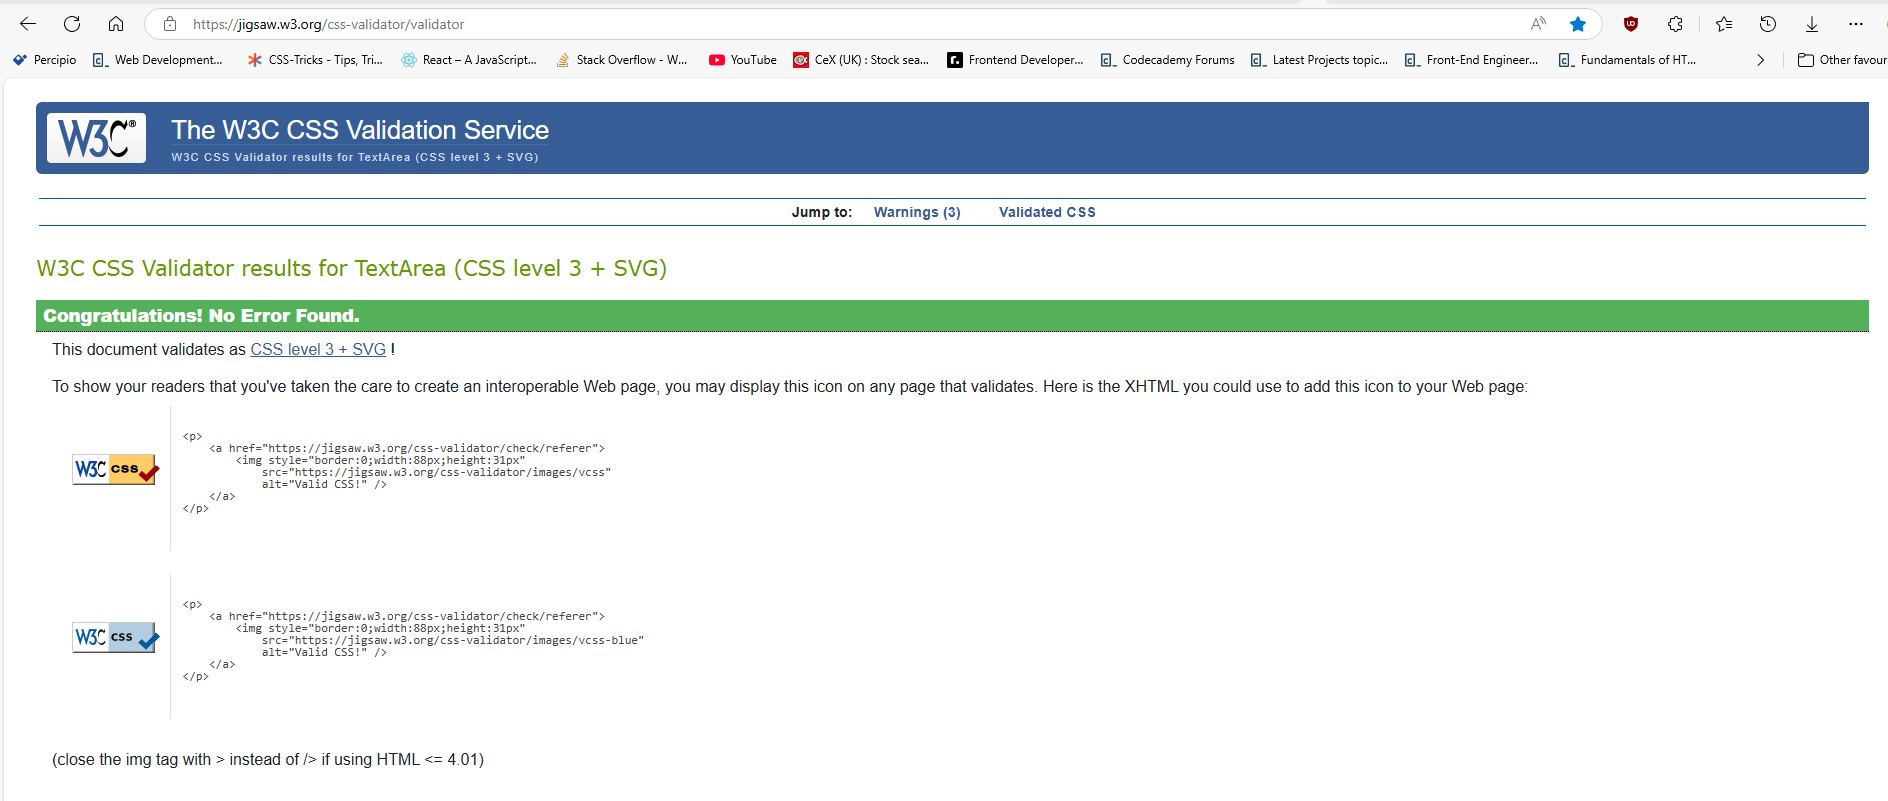 https://jigsaw.w3.org/css-validator/validator
Percipio Web Development... CSS-Tricks - Tips, Tri... React – A JavaScript... Stack Overflow - W... YouTube CeX (UK) : Stock sea... Frontend Developer... Codecademy Forums Latest Projects topic... Front-End Engineer... Fundamentals of HT... Other favour
W3C® The W3C CSS Validation Service
W3C CSS Validator results for TextArea (CSS level 3 + SVG)
Jump to: Warnings (3) Validated CSS
W3C CSS Validator results for TextArea (CSS level 3 + SVG)
Congratulations! No Error Found.
This document validates as CSS level 3 + SVG !
To show your readers that you've taken the care to create an interoperable Web page, you may display this icon on any page that validates. Here is the XHTML you could use to add this icon to your Web page:
W3C css
<p>
<a href="https://jigsaw.w3.org/css-validator/check/referer">
<img style="border:0;width:88px;height:31px"
src="https://jigsaw.w3.org/css-validator/images/vcss"
alt="Valid CSS!" />
</a>
</p>
W3C css
<p>
<a href="https://jigsaw.w3.org/css-validator/check/referer">
<img style="border:0;width:88px;height:31px"
src="https://jigsaw.w3.org/css-validator/images/vcss-blue"
alt="Valid CSS!" />
</a>
</p>
(close the img tag with > instead of /> if using HTML <= 4.01)